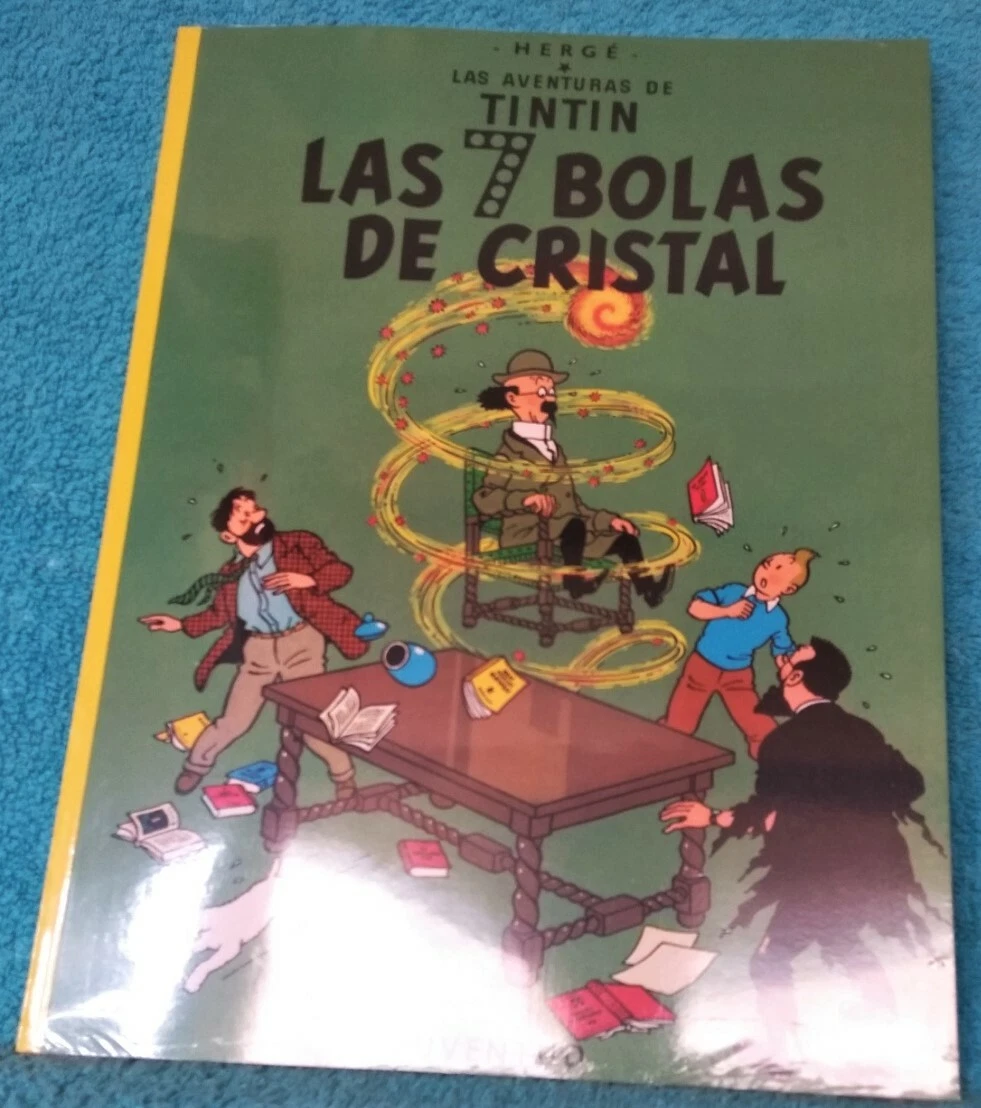 - HERGÉ -
LAS AVENTURAS DE
TINTIN
LAS 7 BOLAS
DE CRISTAL